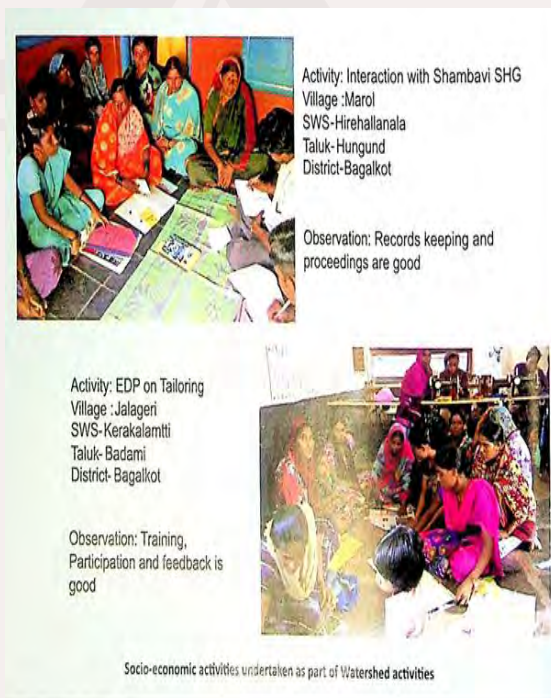 Activity: Interaction with Shambavi SHG
Village :Marol
SWS-Hirehallanala
Taluk-Hungund
District-Bagalkot
Observation: Records keeping and
proceedings are good
Activity: EDP on Tailoring
Village :Jalageri
SWS-Kerakalamtti
Taluk- Badami
District- Bagalkot
Observation: Training,
Participation and feedback is
good
Socio-economic activities undertaken as part of Watershed activities